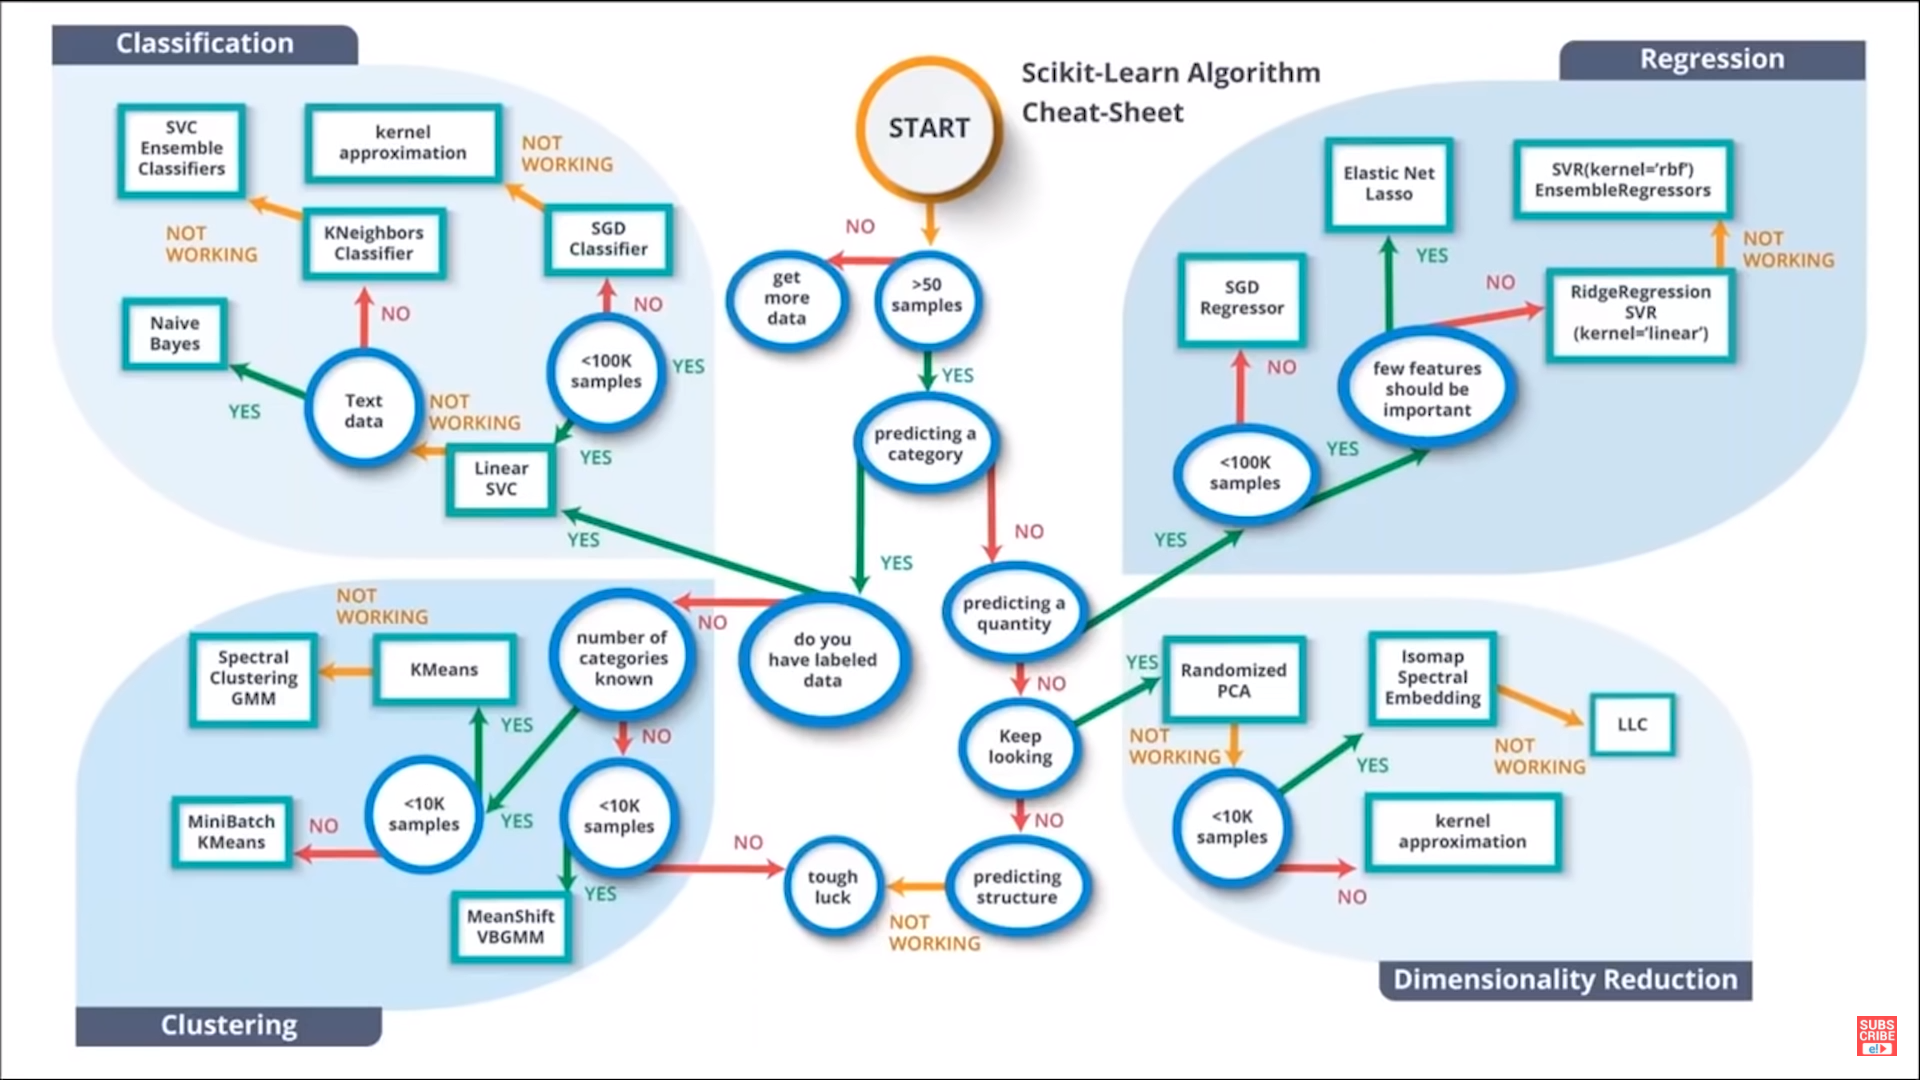 Classification
Regression
Scikit-Learn Algorithm
Cheat-Sheet
START
NO
get
more
data
>50
samples
YES
predicting a
category
YES
NO
do you
have labeled
data
predicting a
quantity
NO
Keep
looking
NO
predicting
structure
NOT
WORKING
tough
luck
SVC
Ensemble
Classifiers
kernel
approximation
NOT
WORKING
NOT
WORKING
KNeighbors
Classifier
SGD
Classifier
NO
NO
Naive
Bayes
YES
Text
data
<100K
samples
YES
NOT
WORKING
YES
Linear
SVC
YES
Elastic Net
Lasso
SVR(kernel='rbf')
EnsembleRegressors
YES
NOT
WORKING
NO
SGD
Regressor
RidgeRegression
SVR
(kernel='linear')
NO
few features
should be
important
YES
<100K
samples
YES
NOT
WORKING
NO
Spectral
Clustering
GMM
KMeans
number of
categories
known
YES
NO
MiniBatch
KMeans
NO
<10K
samples
YES
<10K
samples
NO
YES
MeanShift
VBGMM
YES
Randomized
PCA
Isomap
Spectral
Embedding
LLC
NOT
WORKING
YES
NOT
WORKING
<10K
samples
kernel
approximation
NO
Dimensionality Reduction
Clustering
SUBS
CRIBE
e!